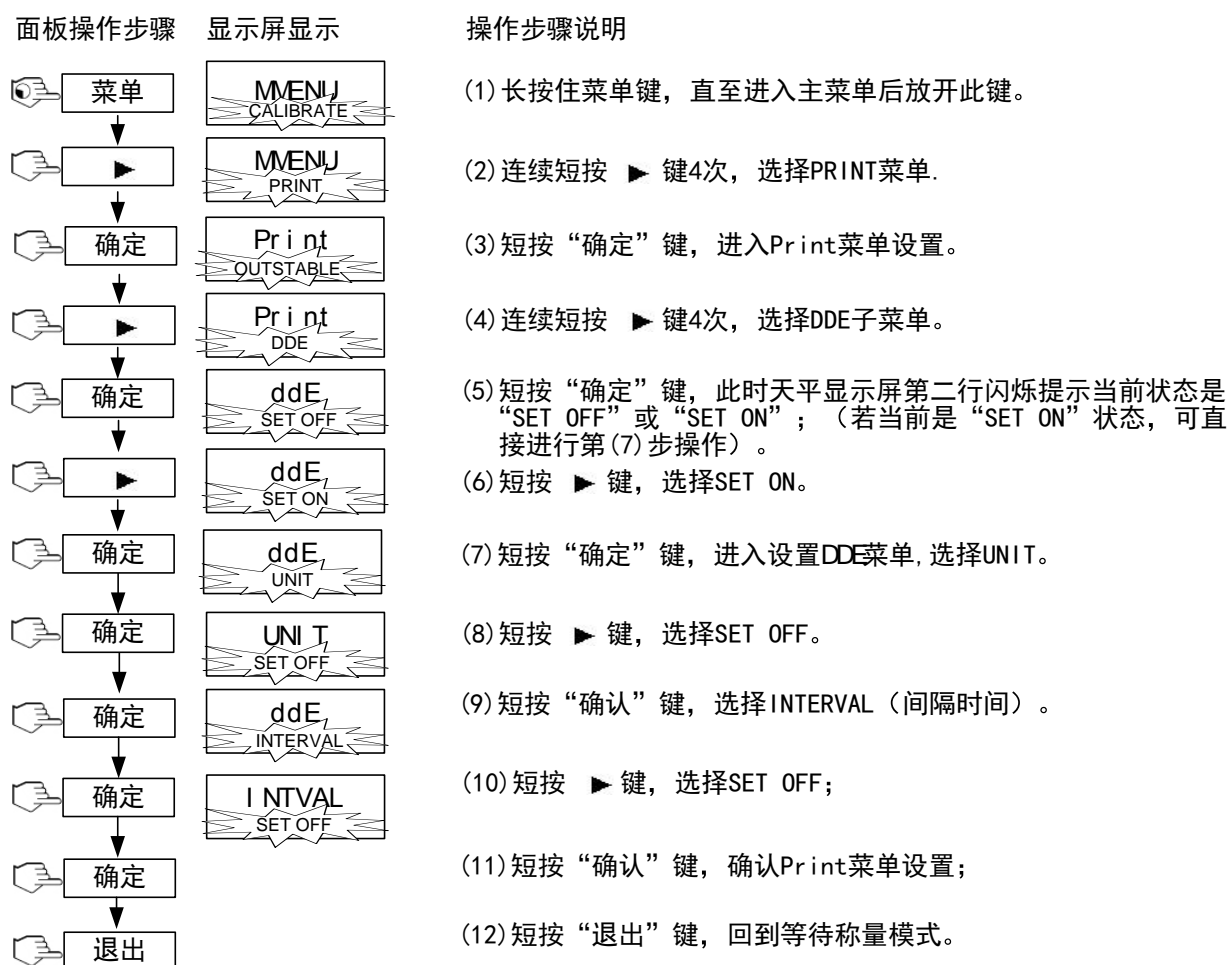 面板操作步骤 显示屏显示 操作步骤说明
菜单 MMENU (1)长按住菜单键，直至进入主菜单后放开此键。
CALIBRATE
MMENU (2)连续短按 ▶ 键4次，选择PRINT菜单.
PRINT
确定 Print (3)短按“确定”键，进入Print菜单设置。
OUTSTABLE
Print (4)连续短按 ▶ 键4次，选择DDE子菜单。
DDE
确定 ddE (5)短按“确定”键，此时天平显示屏第二行闪烁提示当前状态是
SET OFF “SET OFF”或“SET ON”；（若当前是“SET ON”状态，可直
接进行第(7)步操作）。
ddE (6)短按 ▶ 键，选择SET ON。
SET ON
确定 ddE (7)短按“确定”键，进入设置DDE菜单,选择UNIT。
UNIT
确定 UNIT (8)短按 ▶ 键，选择SET OFF。
SET OFF
确定 ddE (9)短按“确认”键，选择INTERVAL（间隔时间）。
INTERVAL
确定 INTVAL (10)短按 ▶ 键，选择SET OFF；
SET OFF
确定 (11)短按“确认”键，确认Print菜单设置；
退出 (12)短按“退出”键，回到等待称量模式。